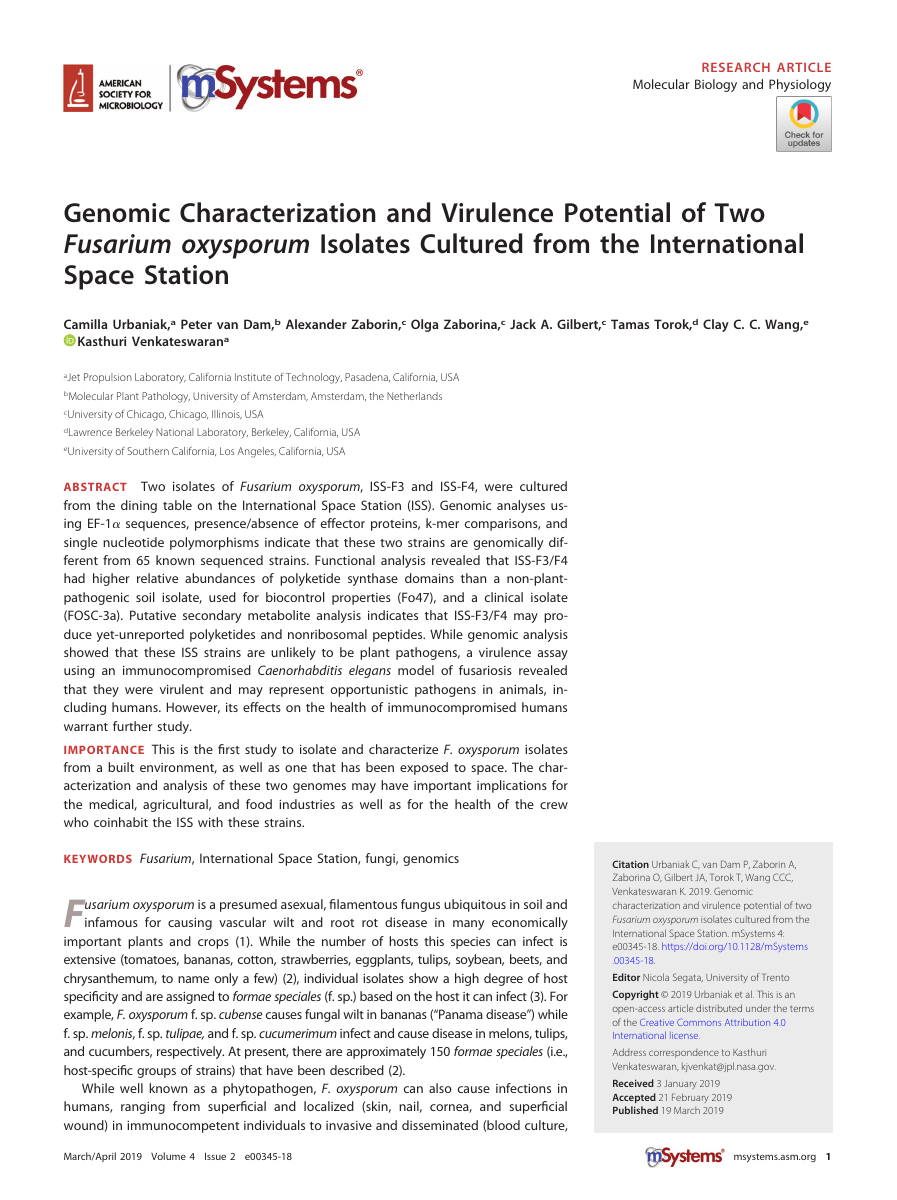 AMERICAN
SOCIETY FOR
MICROBIOLOGY
mSystems®
RESEARCH ARTICLE
Molecular Biology and Physiology
Check for
updates
Genomic Characterization and Virulence Potential of Two
Fusarium oxysporum Isolates Cultured from the International
Space Station
Camilla Urbaniak,ᵃ Peter van Dam,ᵇ Alexander Zaborin,ᶜ Olga Zaborina,ᶜ Jack A. Gilbert,ᶜ Tamas Torok,ᵈ Clay C. C. Wang,ᵉ
iD Kasthuri Venkateswaranᵃ
ᵃJet Propulsion Laboratory, California Institute of Technology, Pasadena, California, USA
ᵇMolecular Plant Pathology, University of Amsterdam, Amsterdam, the Netherlands
ᶜUniversity of Chicago, Chicago, Illinois, USA
ᵈLawrence Berkeley National Laboratory, Berkeley, California, USA
ᵉUniversity of Southern California, Los Angeles, California, USA
ABSTRACT Two isolates of Fusarium oxysporum, ISS-F3 and ISS-F4, were cultured
from the dining table on the International Space Station (ISS). Genomic analyses us-
ing EF-1α sequences, presence/absence of effector proteins, k-mer comparisons, and
single nucleotide polymorphisms indicate that these two strains are genomically dif-
ferent from 65 known sequenced strains. Functional analysis revealed that ISS-F3/F4
had higher relative abundances of polyketide synthase domains than a non-plant-
pathogenic soil isolate, used for biocontrol properties (Fo47), and a clinical isolate
(FOSC-3a). Putative secondary metabolite analysis indicates that ISS-F3/F4 may pro-
duce yet-unreported polyketides and nonribosomal peptides. While genomic analysis
showed that these ISS strains are unlikely to be plant pathogens, a virulence assay
using an immunocompromised Caenorhabditis elegans model of fusariosis revealed
that they were virulent and may represent opportunistic pathogens in animals, in-
cluding humans. However, its effects on the health of immunocompromised humans
warrant further study.
IMPORTANCE This is the first study to isolate and characterize F. oxysporum isolates
from a built environment, as well as one that has been exposed to space. The char-
acterization and analysis of these two genomes may have important implications for
the medical, agricultural, and food industries as well as for the health of the crew
who coinhabit the ISS with these strains.
KEYWORDS Fusarium, International Space Station, fungi, genomics
Fusarium oxysporum is a presumed asexual, filamentous fungus ubiquitous in soil and
infamous for causing vascular wilt and root rot disease in many economically
important plants and crops (1). While the number of hosts this species can infect is
extensive (tomatoes, bananas, cotton, strawberries, eggplants, tulips, soybean, beets, and
chrysanthemum, to name only a few) (2), individual isolates show a high degree of host
specificity and are assigned to formae speciales (f. sp.) based on the host it can infect (3). For
example, F. oxysporum f. sp. cubense causes fungal wilt in bananas (“Panama disease”) while
f. sp. melonis, f. sp. tulipae, and f. sp. cucumerimum infect and cause disease in melons, tulips,
and cucumbers, respectively. At present, there are approximately 150 formae speciales (i.e.,
host-specific groups of strains) that have been described (2).
While well known as a phytopathogen, F. oxysporum can also cause infections in
humans, ranging from superficial and localized (skin, nail, cornea, and superficial
wound) in immunocompetent individuals to invasive and disseminated (blood culture,
Citation Urbaniak C, van Dam P, Zaborin A,
Zaborina O, Gilbert JA, Torok T, Wang CCC,
Venkateswaran K. 2019. Genomic
characterization and virulence potential of two
Fusarium oxysporum isolates cultured from the
International Space Station. mSystems 4:
e00345-18. https://doi.org/10.1128/mSystems
.00345-18.
Editor Nicola Segata, University of Trento
Copyright © 2019 Urbaniak et al. This is an
open-access article distributed under the terms
of the Creative Commons Attribution 4.0
International license.
Address correspondence to Kasthuri
Venkateswaran, kjvenkat@jpl.nasa.gov.
Received 3 January 2019
Accepted 21 February 2019
Published 19 March 2019
March/April 2019 Volume 4 Issue 2 e00345-18
mSystems® msystems.asm.org 1